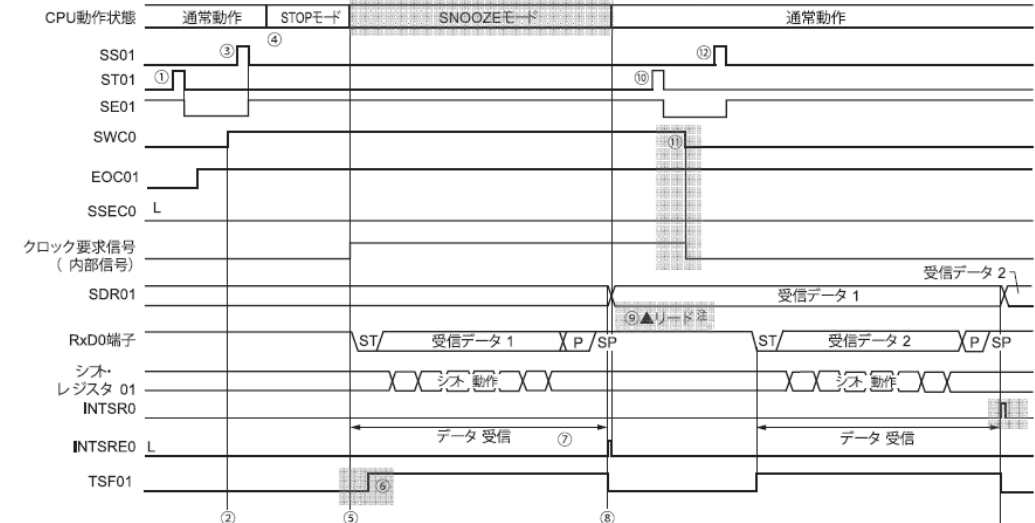 CPU動作状態 通常動作 STOPモード SNOOZEモード 通常動作
④
SS01 ③ ⑫
ST01 ① ⑩
SE01
SWC0 ⑪
EOC01
SSEC0 L
クロック要求信号
( 内部信号)
受信データ 2
SDR01 受信データ 1
⑨▲リード
RxD0端子 ST 受信データ 1 P SP ST 受信データ 2 P SP
シフト・
レジスタ 01 シフト 動作 シフト 動作
INTSR0
データ 受信 ⑦ データ 受信
INTSRE0 L
TSF01 ⑥
② ⑤ ⑧